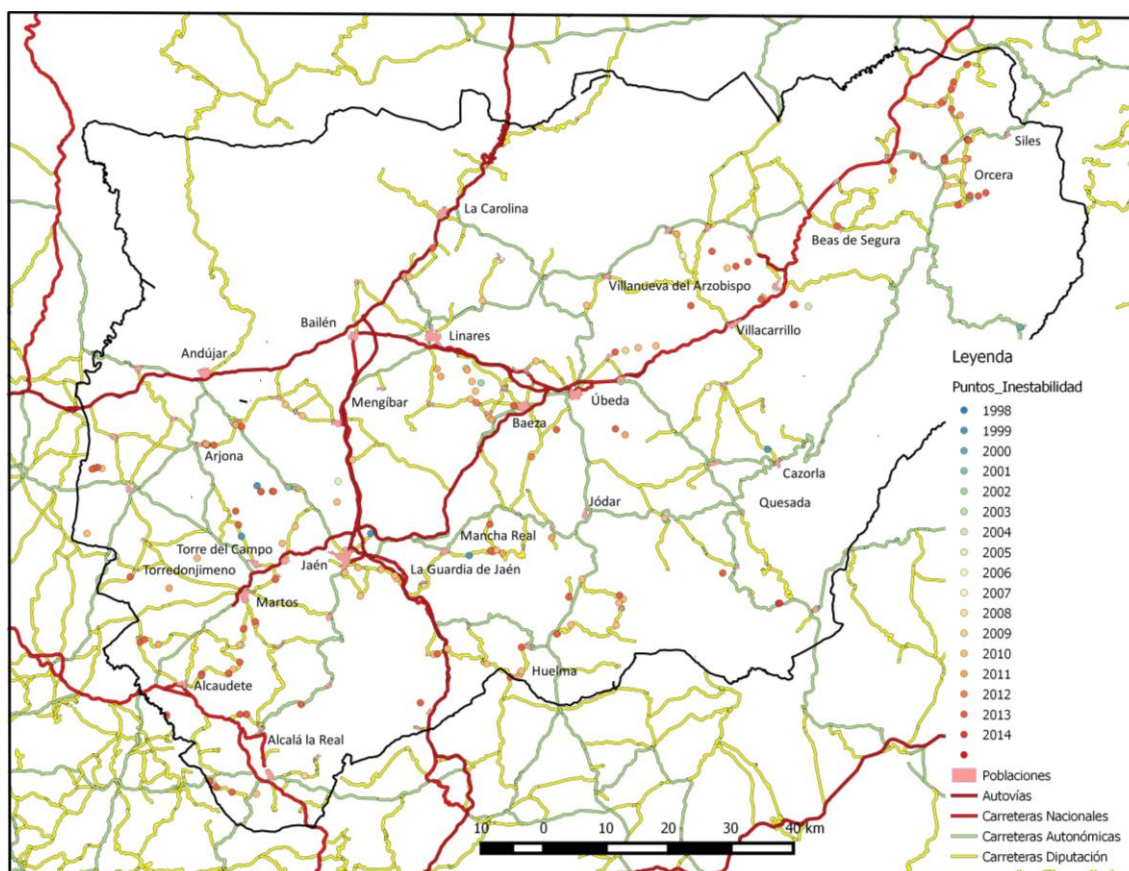 Siles
Orcera
La Carolina
Beas de Segura
Villanueva del Arzobispo
Bailén
Linares
Villacarrillo
Andújar
Mengíbar
Úbeda
Baeza
Arjona
Cazorla
Quesada
Jódar
Mancha Real
Torre del Campo
Torredonjimeno
Jaén
La Guardia de Jaén
Martos
Huelma
Alcaudete
Alcalá la Real
Leyenda
Puntos_Inestabilidad
1998
1999
2000
2001
2002
2003
2004
2005
2006
2007
2008
2009
2010
2011
2012
2013
2014
Poblaciones
Autovías
Carreteras Nacionales
Carreteras Autonómicas
Carreteras Diputación
10 0 10 20 30 40 km